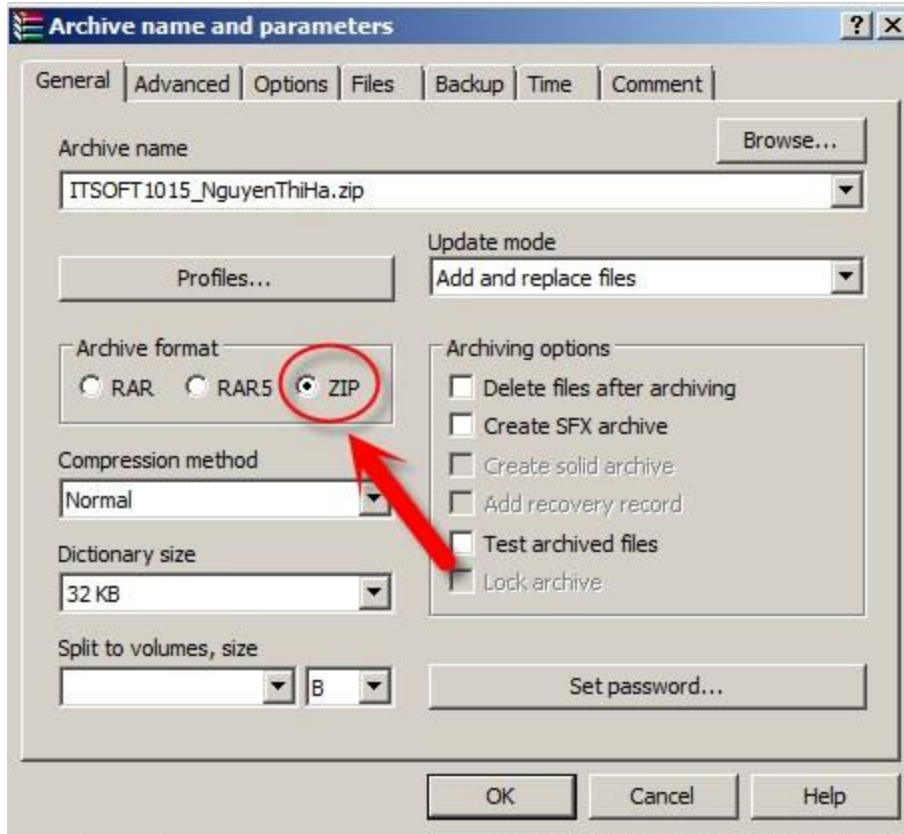 Archive name and parameters
General Advanced Options Files Backup Time Comment
Archive name
Browse...
ITSOFT1015_NguyenThiHa.zip
Profiles...
Update mode
Add and replace files
Archive format
RAR RAR5 ZIP
Compression method
Normal
Dictionary size
32 KB
Split to volumes, size
B
Archiving options
Delete files after archiving
Create SFX archive
Create solid archive
Add recovery record
Test archived files
Lock archive
Set password...
OK Cancel Help